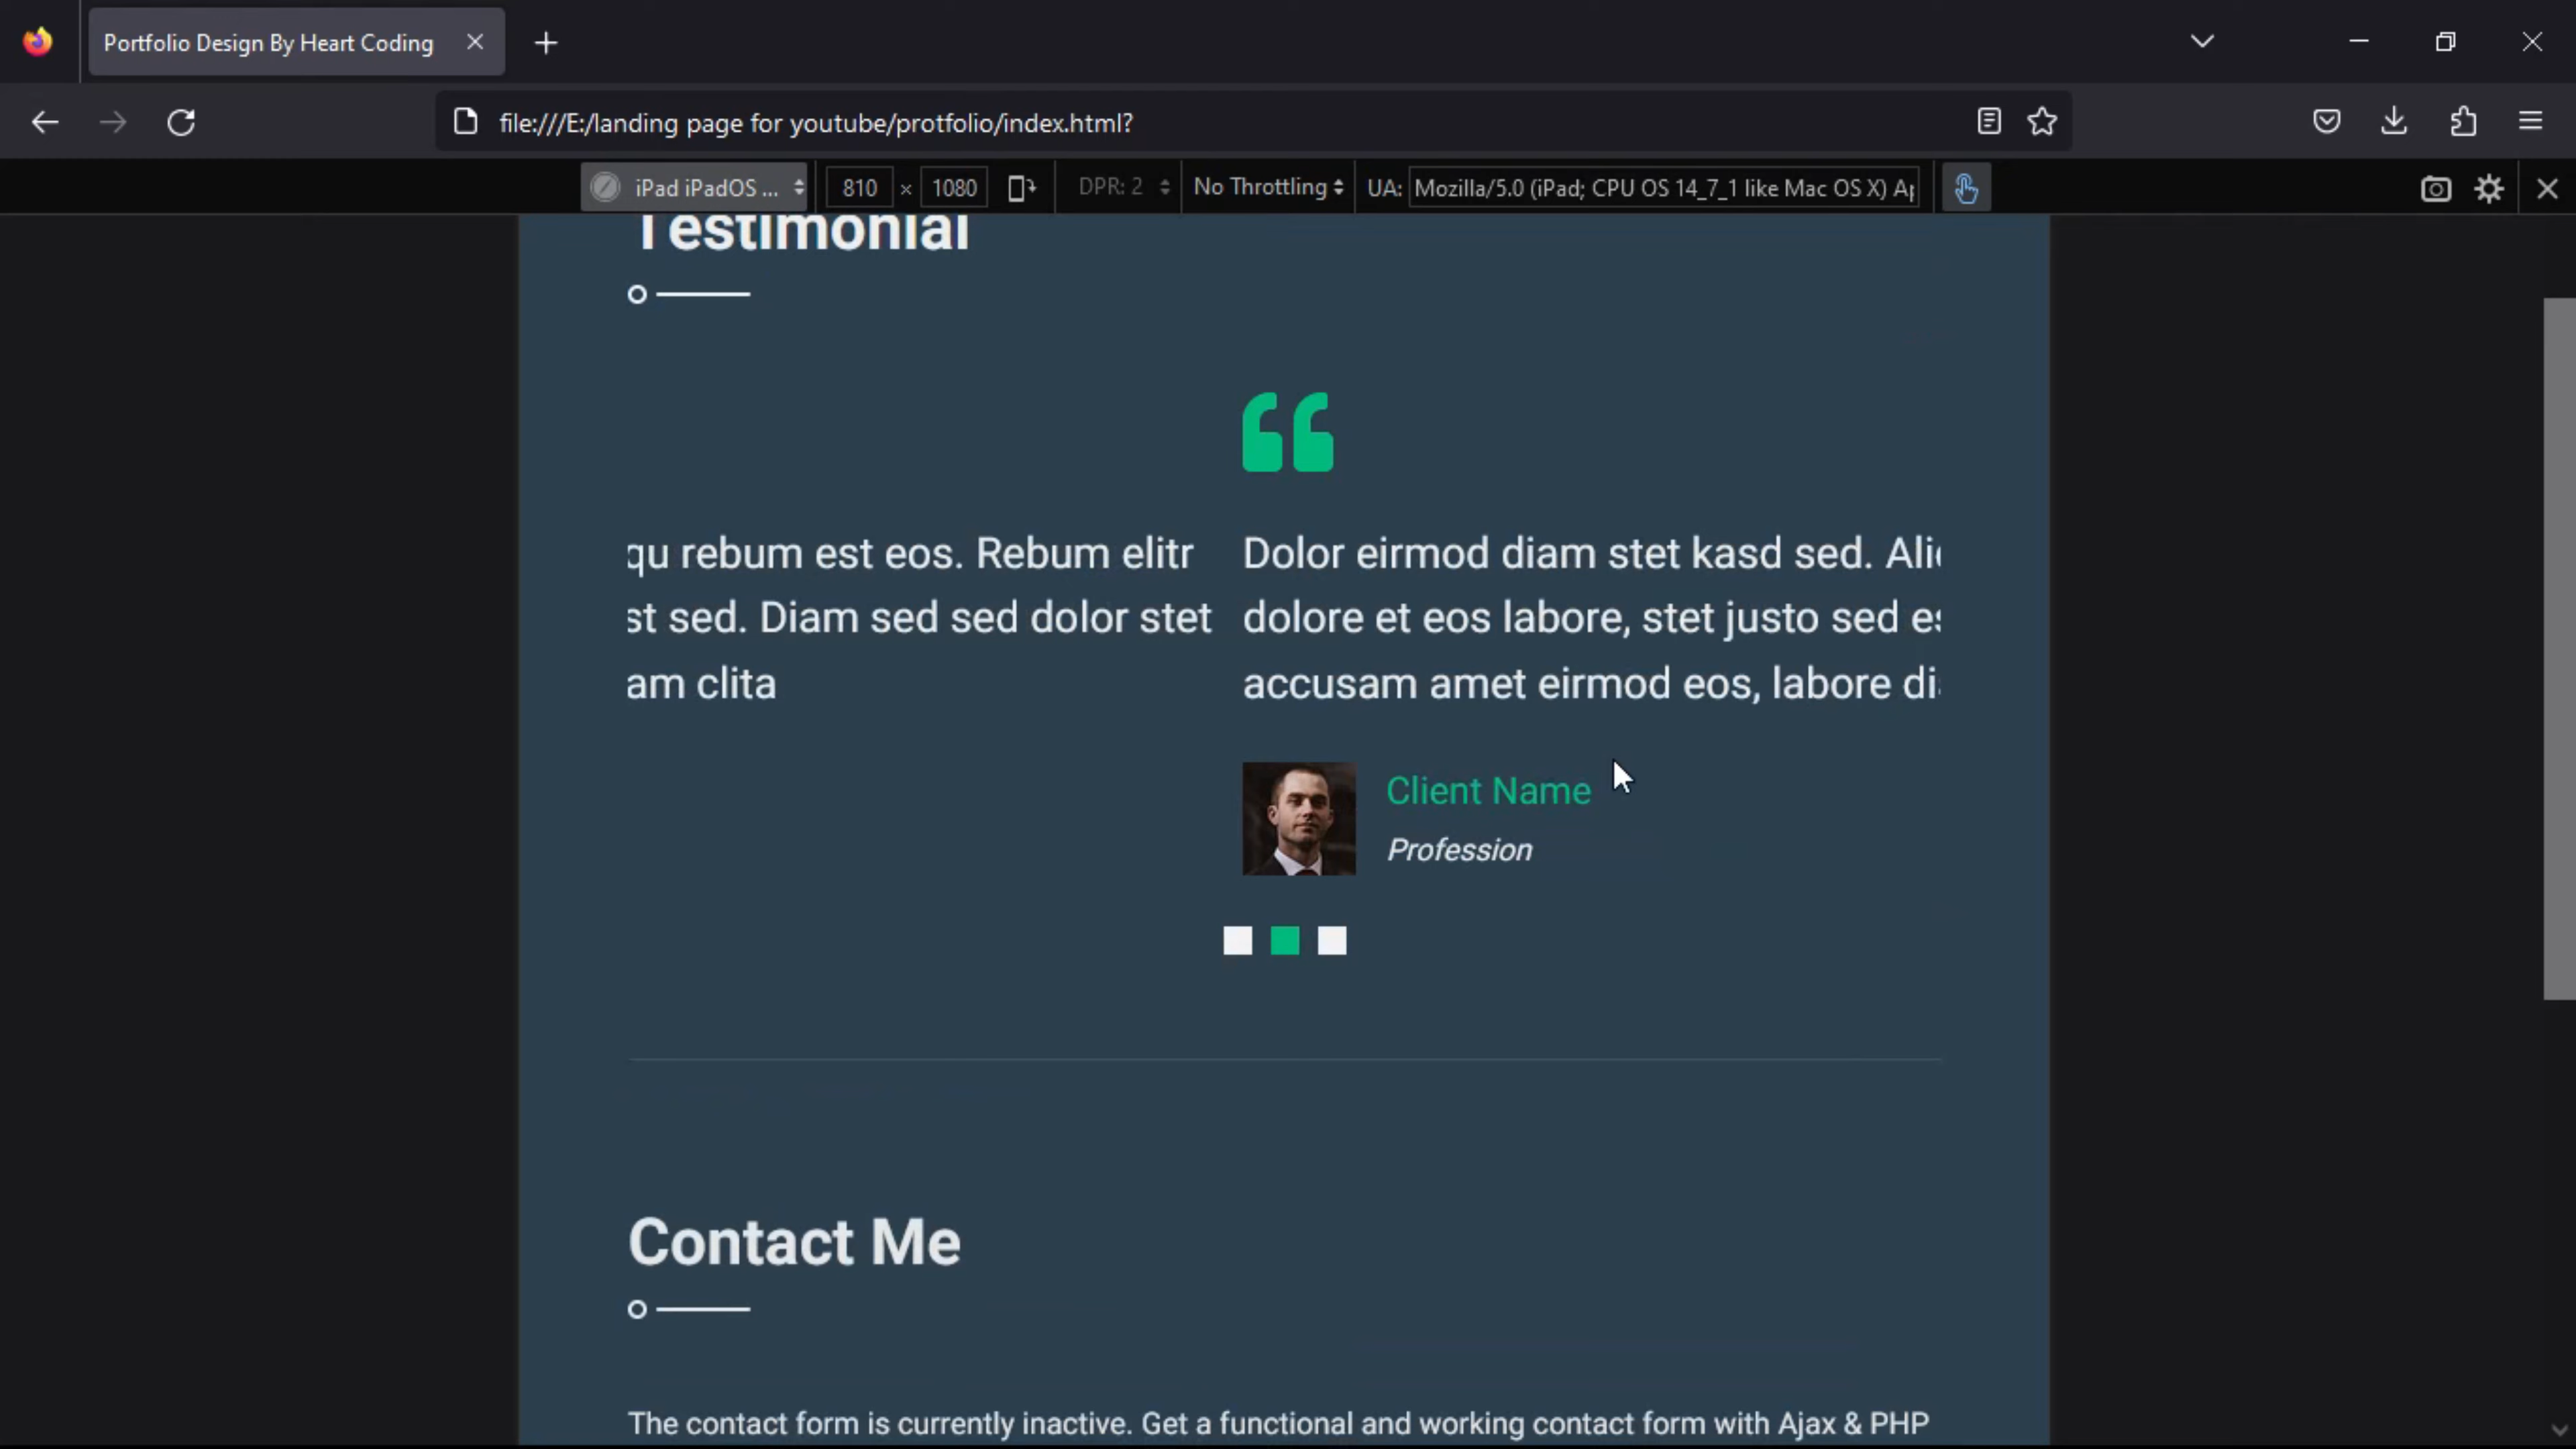 Portfolio Design By Heart Coding
file:///E:/landing page for youtube/protfolio/index.html?
iPad iPadOS ... 810 × 1080 DPR: 2 No Throttling UA: Mozilla/5.0 (iPad; CPU OS 14_7_1 like Mac OS X) Ap
Testimonial
qu rebum est eos. Rebum elitr
st sed. Diam sed sed dolor stet
am clita
Dolor eirmod diam stet kasd sed. Ali
dolore et eos labore, stet justo sed es
accusam amet eirmod eos, labore di
Client Name
Profession
Contact Me
The contact form is currently inactive. Get a functional and working contact form with Ajax & PHP